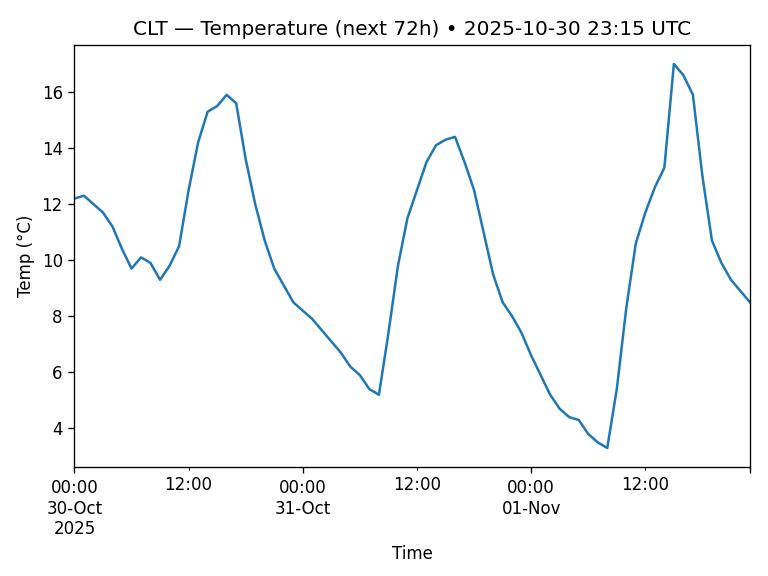 CLT — Temperature (next 72h) • 2025-10-30 23:15 UTC
16
14
12
10
8
6
4
Temp (°C)
00:00 12:00 00:00 12:00 00:00 12:00
30-Oct 31-Oct 01-Nov
2025
Time